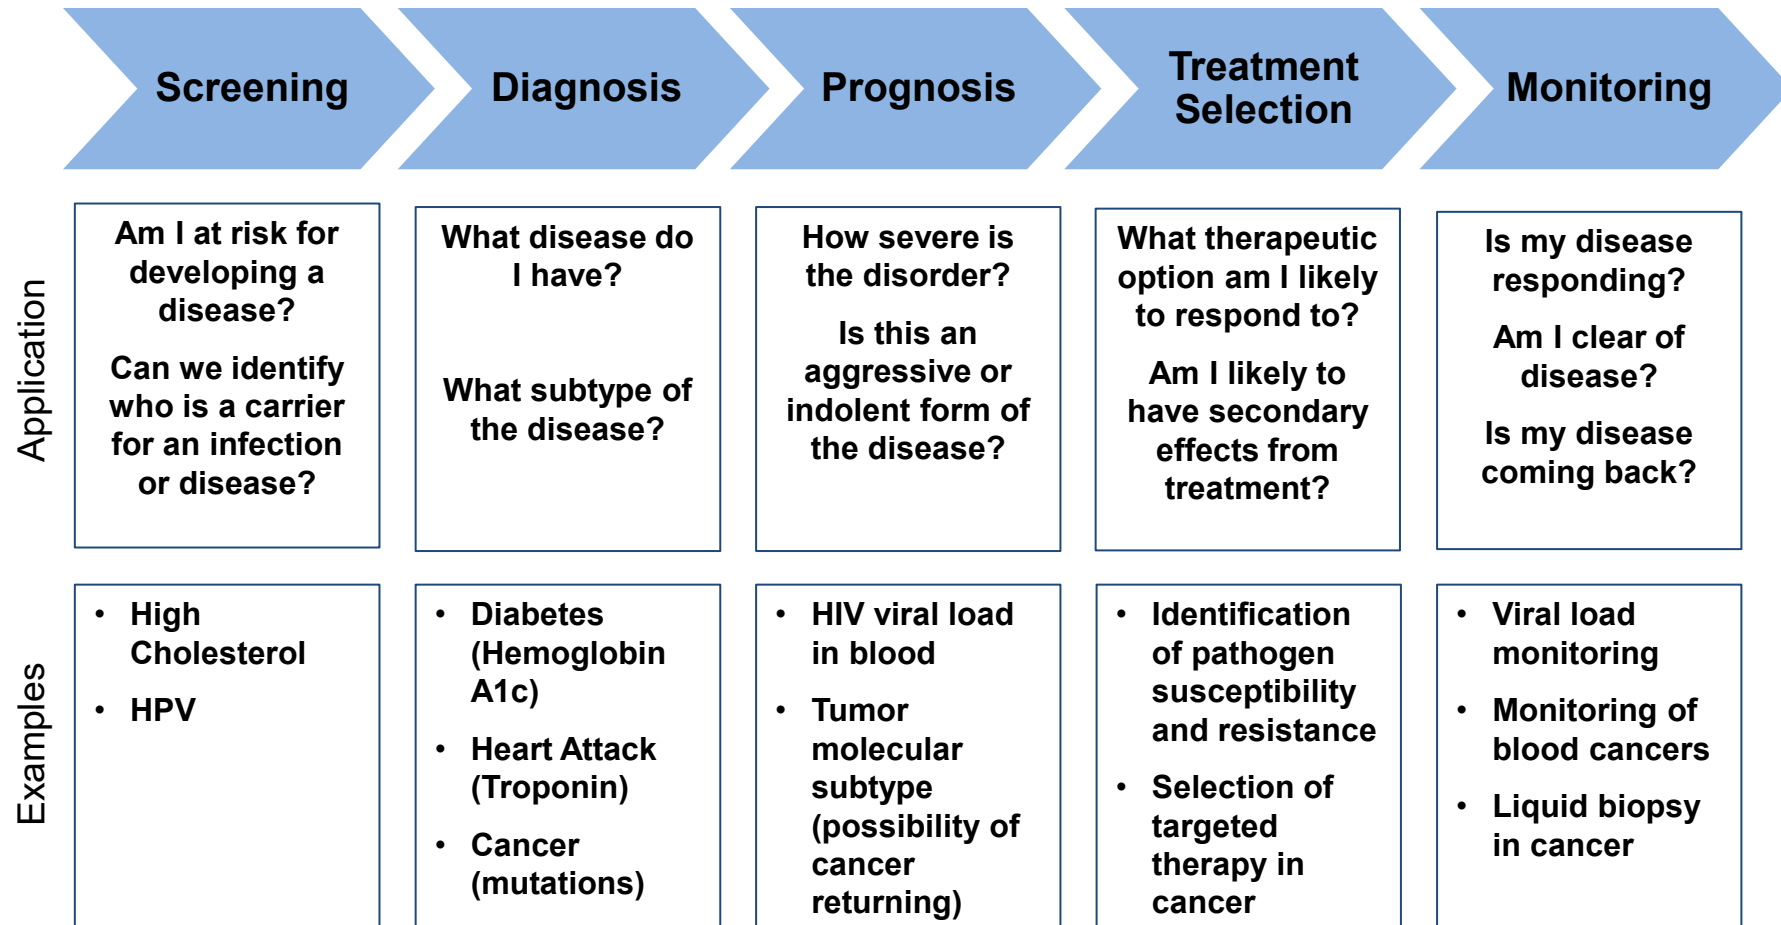 Screening
Diagnosis
Prognosis
Treatment
Selection
Monitoring
Application
Am I at risk for
developing a
disease?
Can we identify
who is a carrier
for an infection
or disease?
What disease do
I have?
What subtype of
the disease?
How severe is
the disorder?
Is this an
aggressive or
indolent form of
the disease?
What therapeutic
option am I likely
to respond to?
Am I likely to
have secondary
effects from
treatment?
Is my disease
responding?
Am I clear of
disease?
Is my disease
coming back?
Examples
• High
Cholesterol
• HPV
• Diabetes
(Hemoglobin
A1c)
• Heart Attack
(Troponin)
• Cancer
(mutations)
• HIV viral load
in blood
• Tumor
molecular
subtype
(possibility of
cancer
returning)
• Identification
of pathogen
susceptibility
and resistance
• Selection of
targeted
therapy in
cancer
• Viral load
monitoring
• Monitoring of
blood cancers
• Liquid biopsy
in cancer